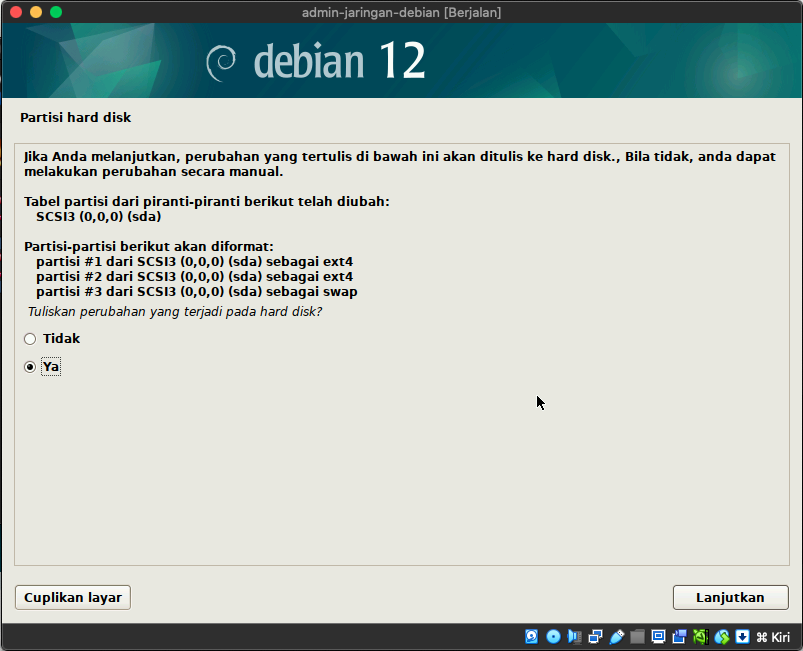 admin-jaringan-debian [Berjalan]
debian 12
Partisi hard disk
Jika Anda melanjutkan, perubahan yang tertulis di bawah ini akan ditulis ke hard disk., Bila tidak, anda dapat
melakukan perubahan secara manual.
Tabel partisi dari piranti-piranti berikut telah diubah:
SCSI3 (0,0,0) (sda)
Partisi-partisi berikut akan diformat:
partisi #1 dari SCSI3 (0,0,0) (sda) sebagai ext4
partisi #2 dari SCSI3 (0,0,0) (sda) sebagai ext4
partisi #3 dari SCSI3 (0,0,0) (sda) sebagai swap
Tuliskan perubahan yang terjadi pada hard disk?
Tidak
Ya
Cuplikan layar
Lanjutkan
⌘ Kiri